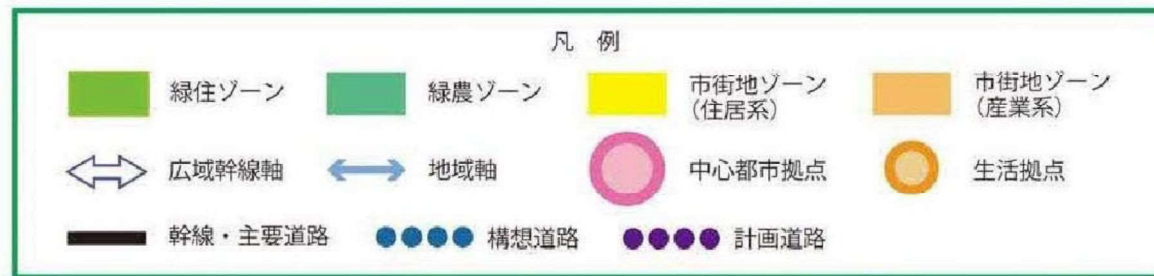 凡 例
緑住ゾーン 緑農ゾーン 市街地ゾーン 市街地ゾーン
(住居系) (産業系)
広域幹線軸 地域軸 中心都市拠点 生活拠点
幹線・主要道路 構想道路 計画道路